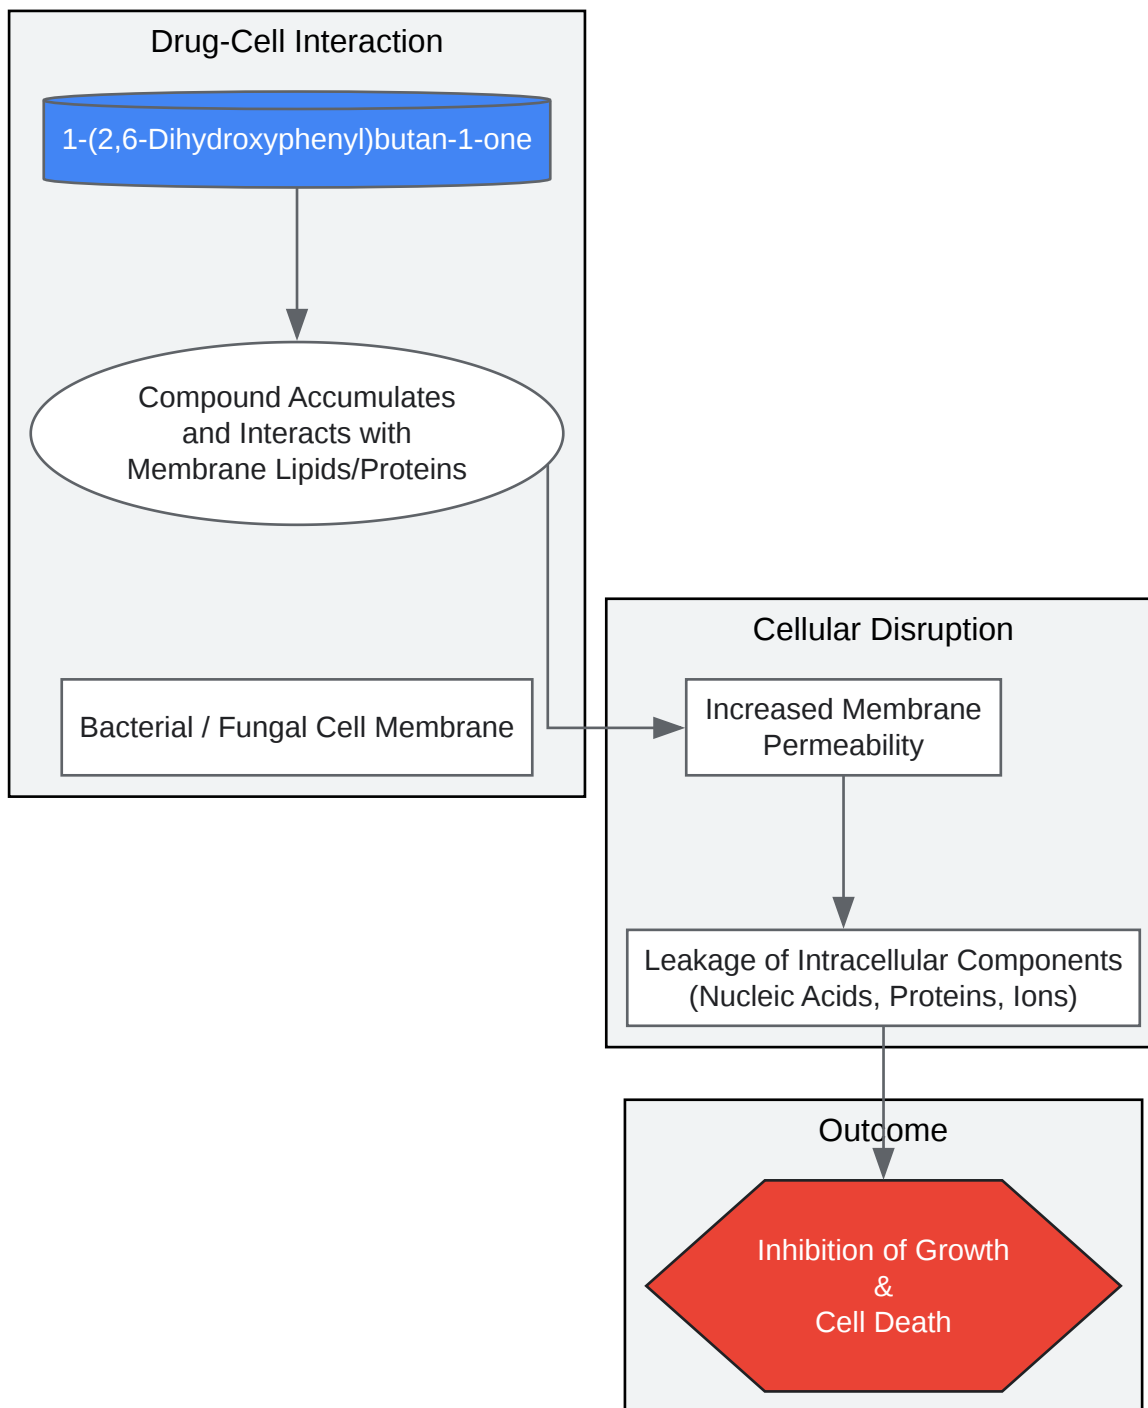 Drug-Cell Interaction
1-(2,6-Dihydroxyphenyl)butan-1-one
Compound Accumulates
and Interacts with
Membrane Lipids/Proteins
Bacterial / Fungal Cell Membrane
Cellular Disruption
Increased Membrane
Permeability
Leakage of Intracellular Components
(Nucleic Acids, Proteins, Ions)
Outcome
Inhibition of Growth
&
Cell Death